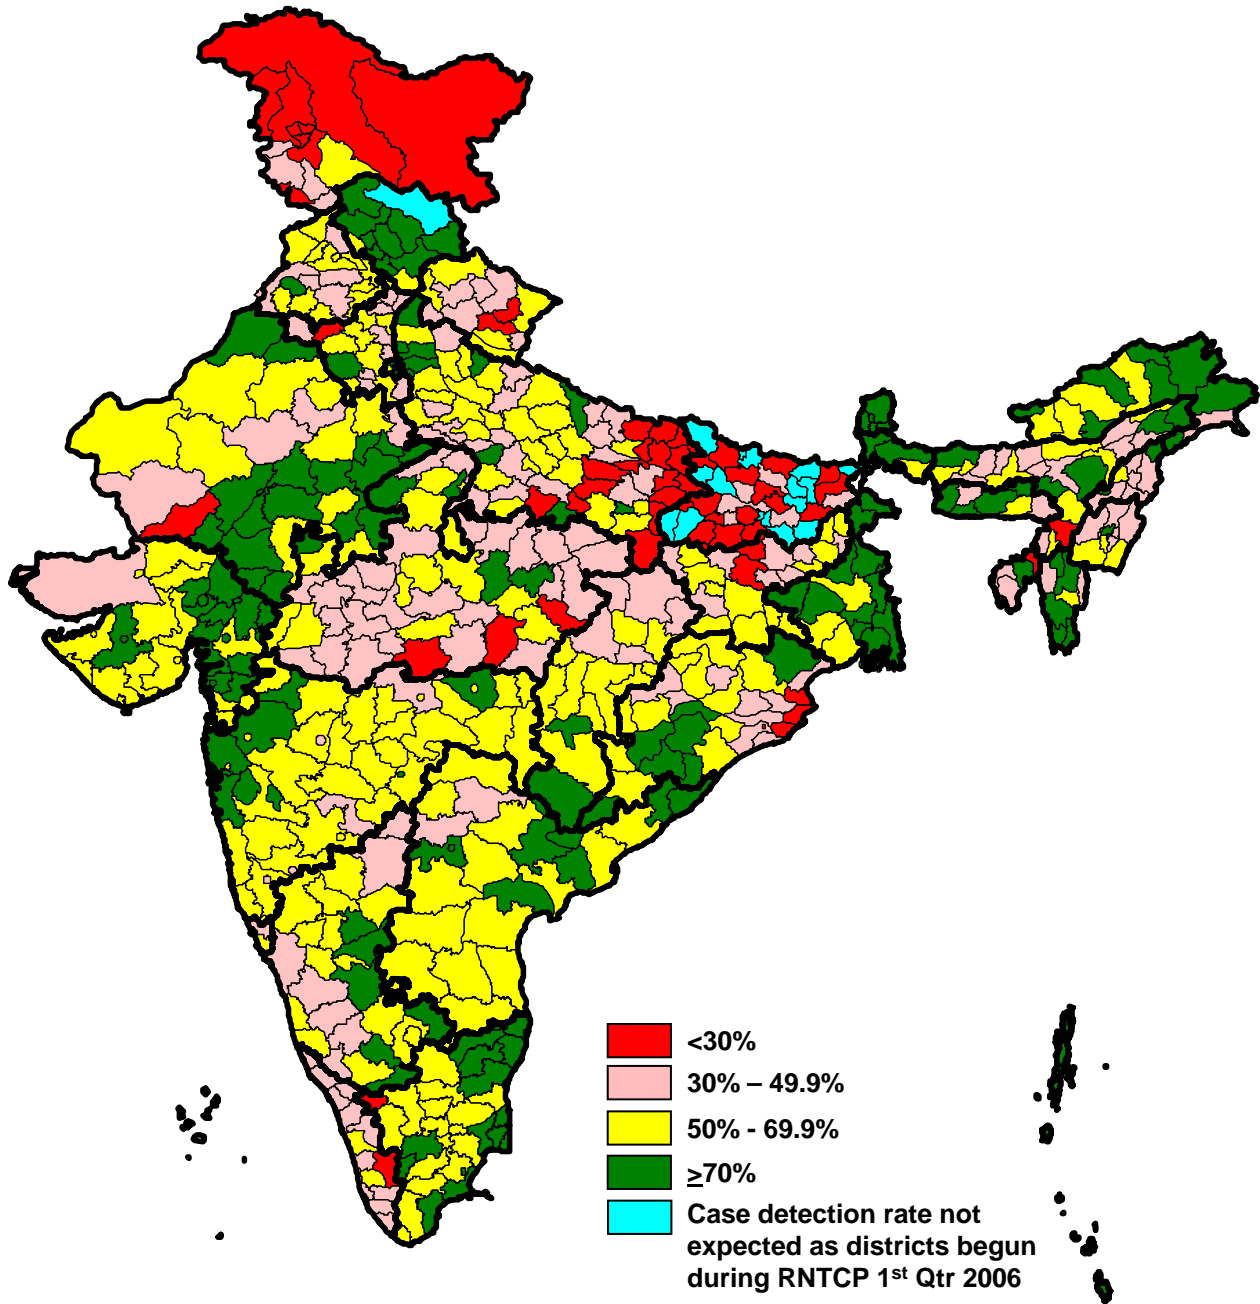 <30%
30% – 49.9%
50% - 69.9%
≥70%
Case detection rate not
expected as districts begun
during RNTCP 1st Qtr 2006